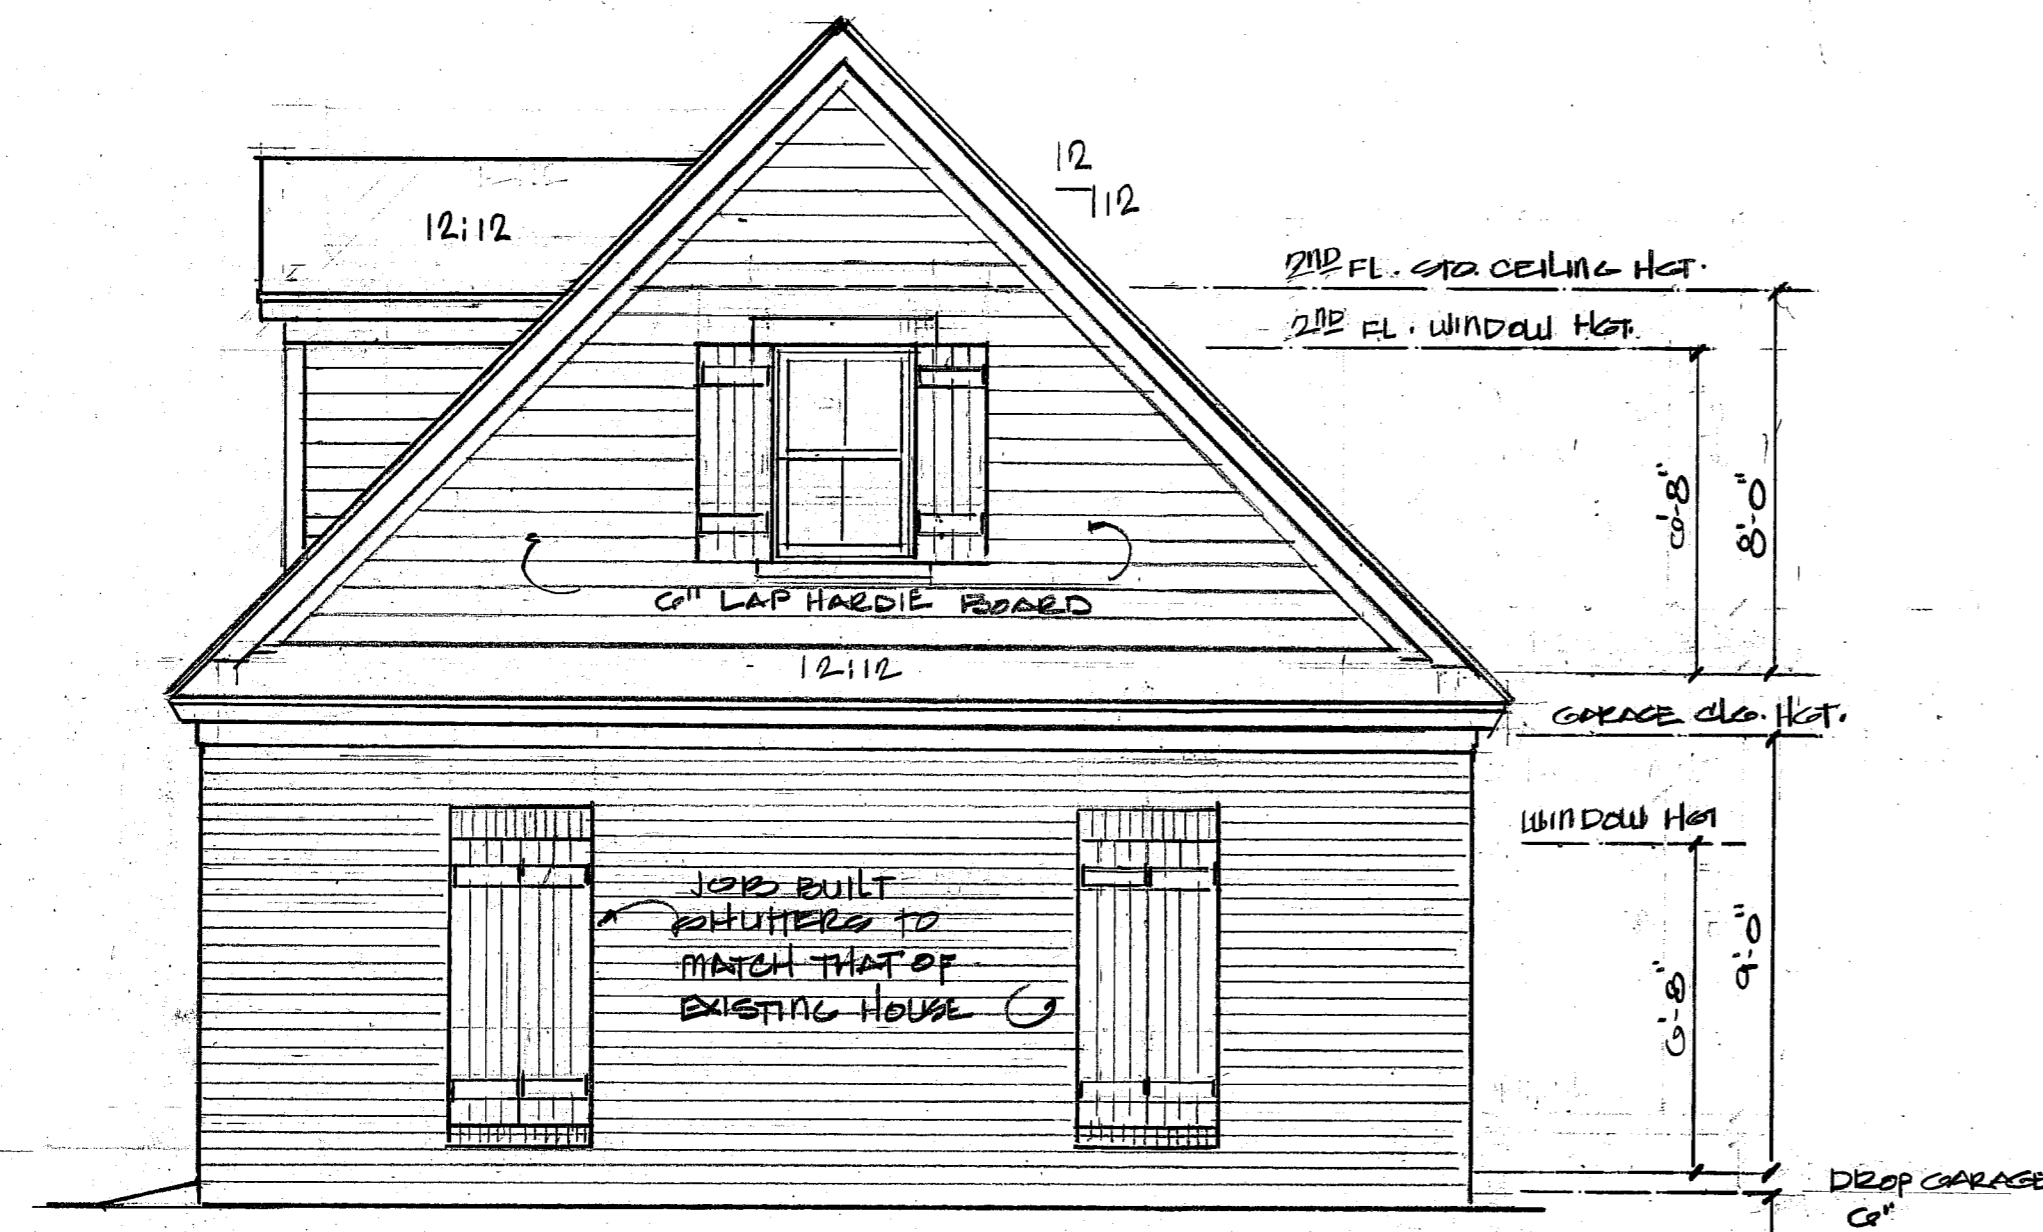 12
12
12:12
2ND FL. STO. CEILING HGT.
2ND FL. WINDOW HGT.
6'-8"
8'-0"
6" LAP HARDIE BOARD
12:12
GARAGE CLG. HGT.
WINDOW HGT
JOB BUILT
SHUTTERS TO
MATCH THAT OF
EXISTING HOUSE
6'-8"
9'-0"
DROP GARAGE
6"